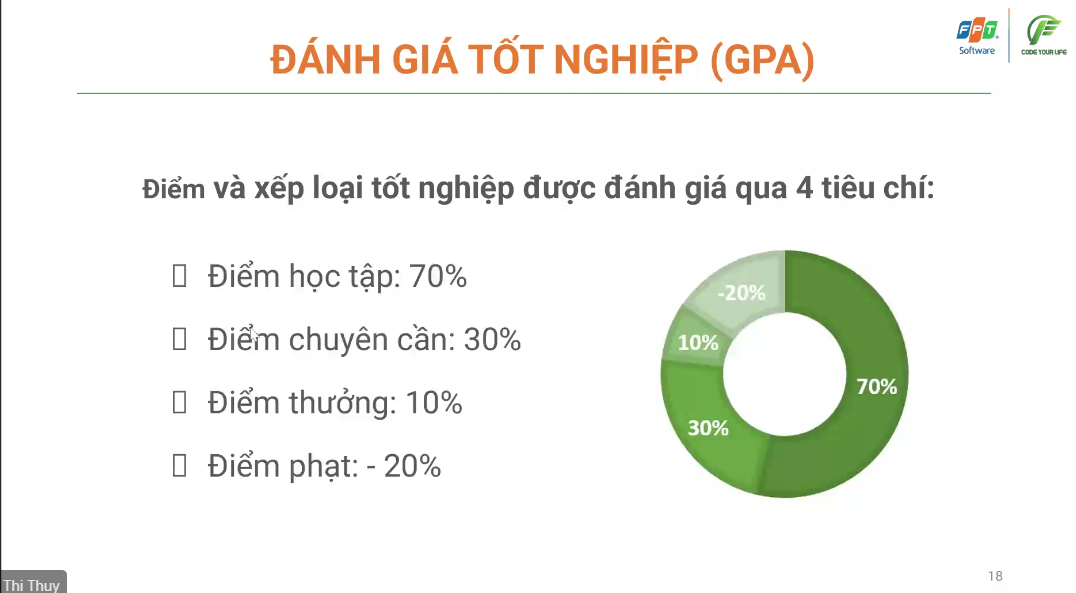 FPT
Software
CODE YOUR LIFE
ĐÁNH GIÁ TỐT NGHIỆP (GPA)
Điểm và xếp loại tốt nghiệp được đánh giá qua 4 tiêu chí:
Điểm học tập: 70%
Điểm chuyên cần: 30%
Điểm thưởng: 10%
Điểm phạt: - 20%
-20%
10%
70%
30%
18
Thi Thuy